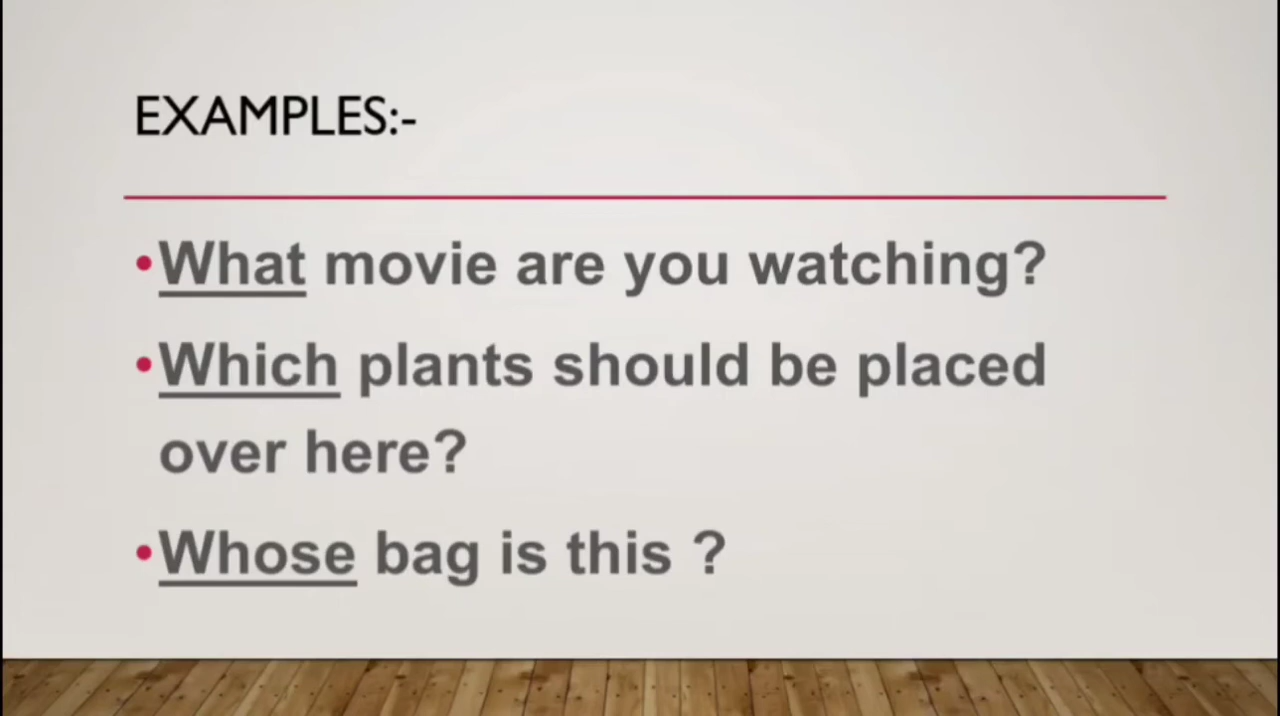 EXAMPLES:-
•What movie are you watching?
•Which plants should be placed
over here?
•Whose bag is this ?